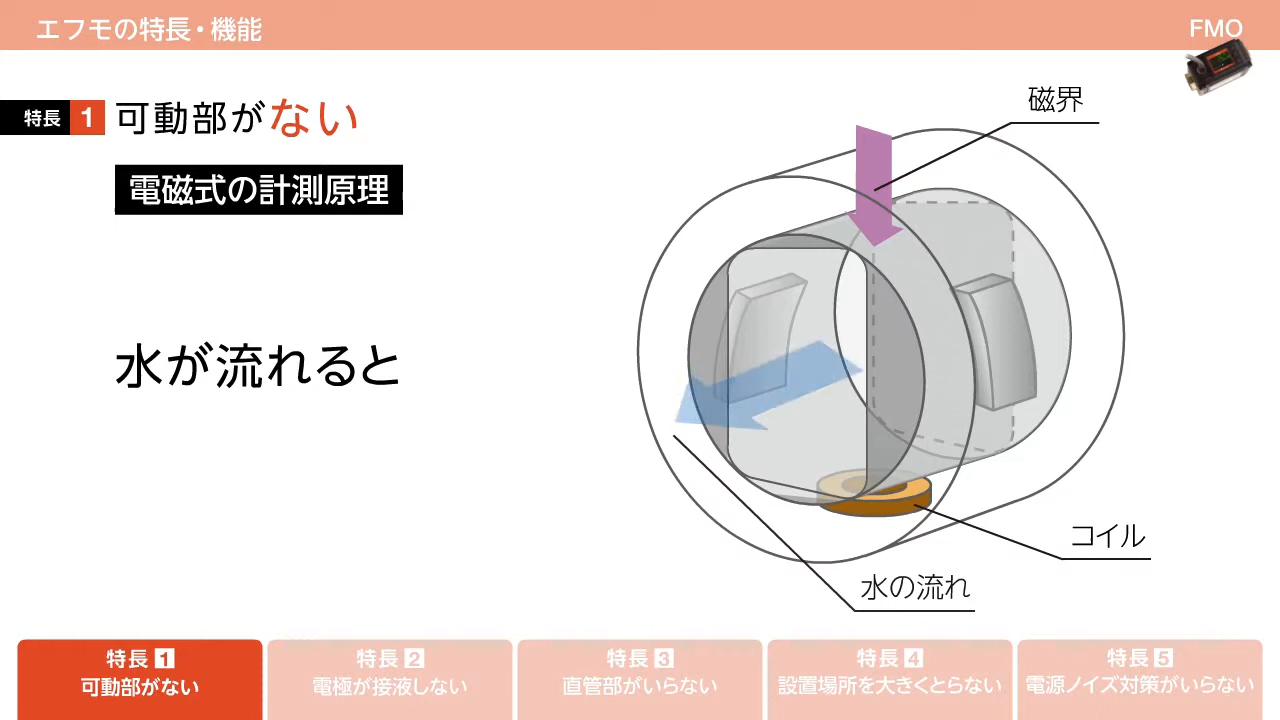 エフモの特長・機能
FMO
特長 1 可動部がない
電磁式の計測原理
磁界
水が流れると
コイル
水の流れ
特長 1
可動部がない
特長 2
電極が接液しない
特長 3
直管部がいらない
特長 4
設置場所を大きくとらない
特長 5
電源ノイズ対策がいらない